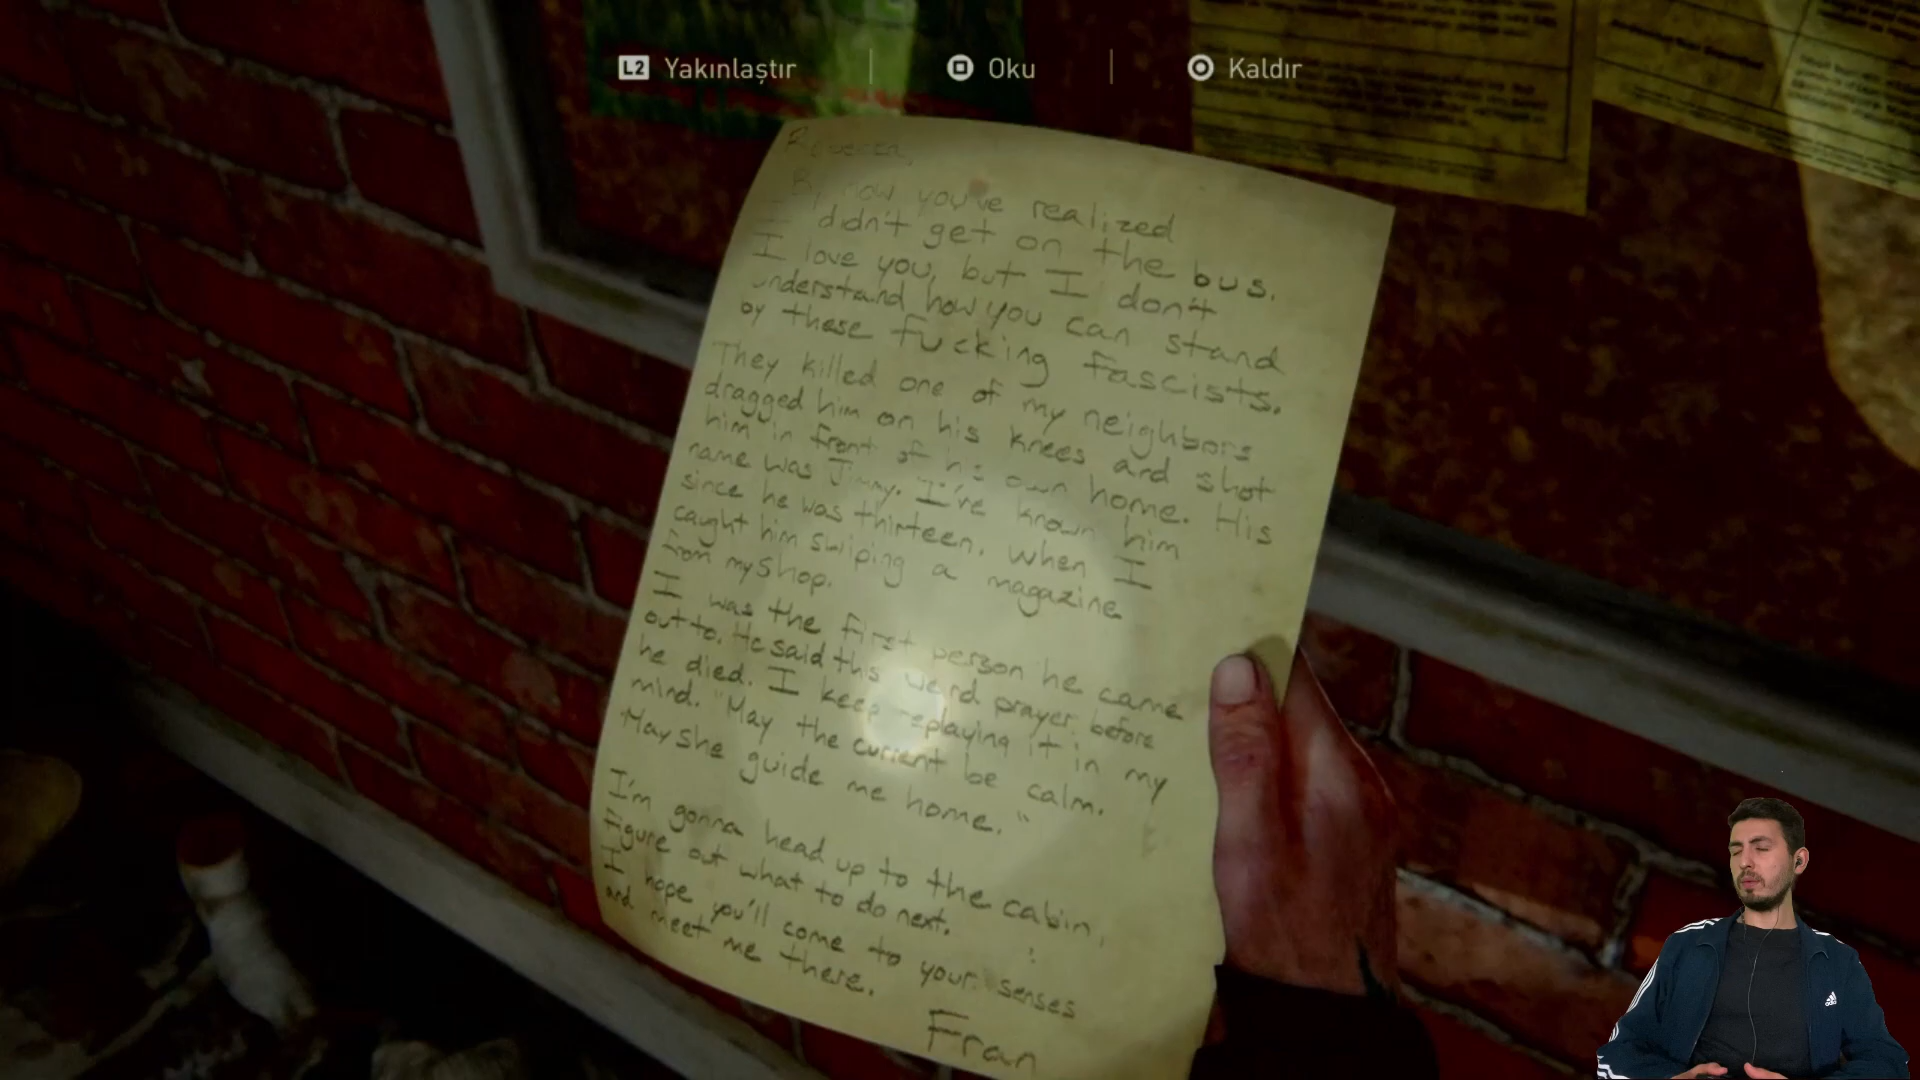 L2 Yakınlaştır
Oku
Kaldır
Rebecca,
By now you've realized
I didn't get on the bus.
I love you, but I don't
understand how you can stand
by these fucking fascists.
They killed one of my neighbors
dragged him on his knees and shot
him in front of his own home. His
name was Jimmy. I've known him
since he was thirteen, when I
caught him swiping a magazine
from my shop.
I was the first person he came
out to. He said this weird prayer before
he died. I keep replaying it in my
mind. "May the current be calm.
May she guide me home."
I'm gonna head up to the cabin,
figure out what to do next.
I hope you'll come to your senses
and meet me there.
Fran